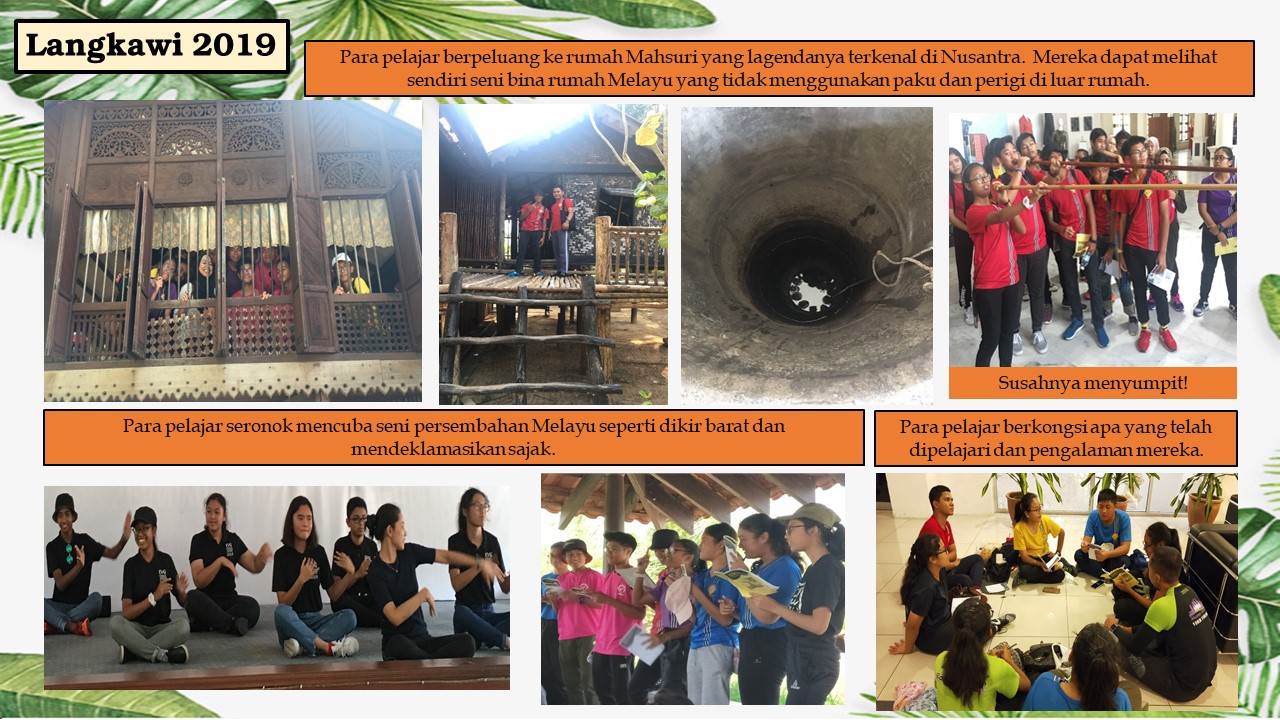 Langkawi 2019
Para pelajar berpeluang ke rumah Mahsuri yang lagendanya terkenal di Nusantra. Mereka dapat melihat
sendiri seni bina rumah Melayu yang tidak menggunakan paku dan perigi di luar rumah.
Susahnya menyumpit!
Para pelajar seronok mencuba seni persembahan Melayu seperti dikir barat dan
mendeklamasikan sajak.
Para pelajar berkongsi apa yang telah
dipelajari dan pengalaman mereka.